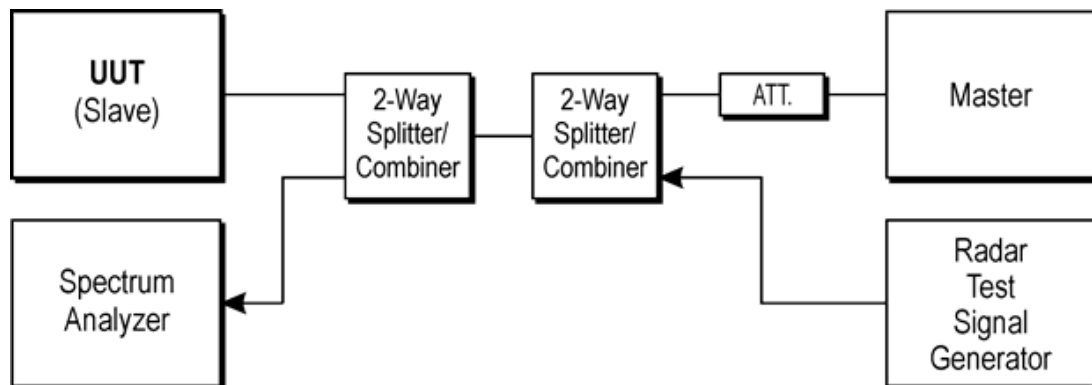 UUT
(Slave)
2-Way
Splitter/
Combiner
2-Way
Splitter/
Combiner
ATT.
Master
Spectrum
Analyzer
Radar
Test
Signal
Generator